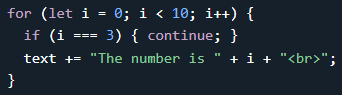 for (let i = 0; i < 10; i++) {
  if (i === 3) { continue; }
  text += "The number is " + i + "<br>";
}